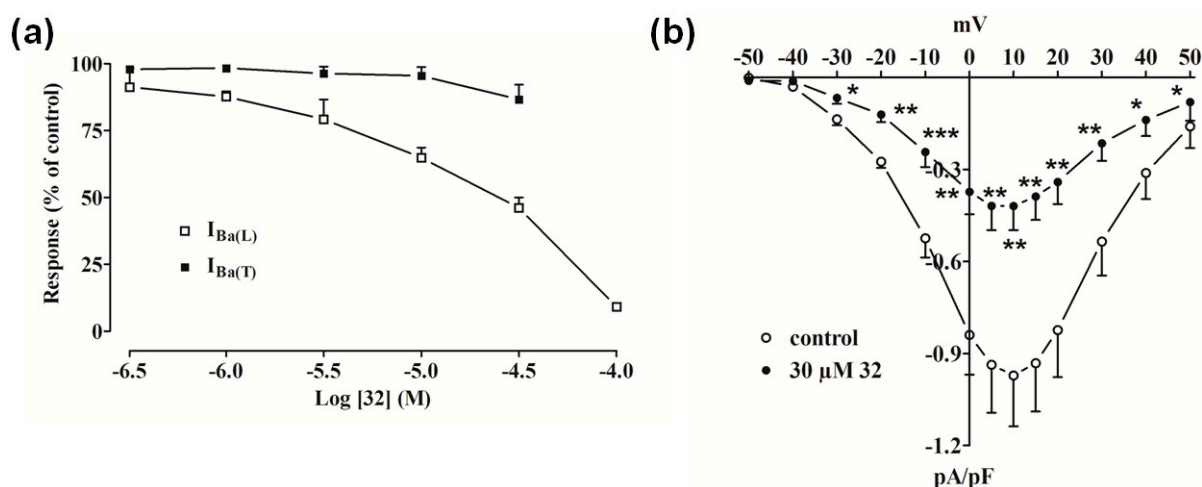 (a)
100
75
50
25
0
Response (% of control)
I_Ba(L)
I_Ba(T)
-6.5 -6.0 -5.5 -5.0 -4.5 -4.0
Log [32] (M)
(b)
mV
-50 -40 -30 -20 -10 0 10 20 30 40 50
* ** *** ** ** ** ** ** ** * *
-0.3
-0.6
-0.9
-1.2
control
30 µM 32
pA/pF